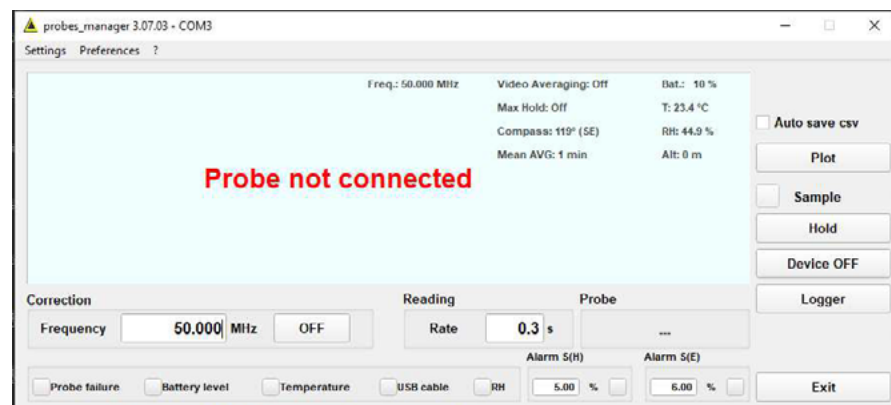 probes_manager 3.07.03 - COM3
Settings Preferences ?
Freq.: 50.000 MHz Video Averaging: Off Bat.: 10 %
Max Hold: Off T: 23.4 °C
Compass: 119° (SE) RH: 44.9 %
Mean AVG: 1 min Alt: 0 m
Probe not connected
Auto save csv
Plot
Sample
Hold
Device OFF
Logger
Correction Reading Probe
Frequency 50.000 MHz OFF Rate 0.3 s ...
Alarm S(H) Alarm S(E)
Probe failure Battery level Temperature USB cable RH 5.00 % 6.00 % Exit